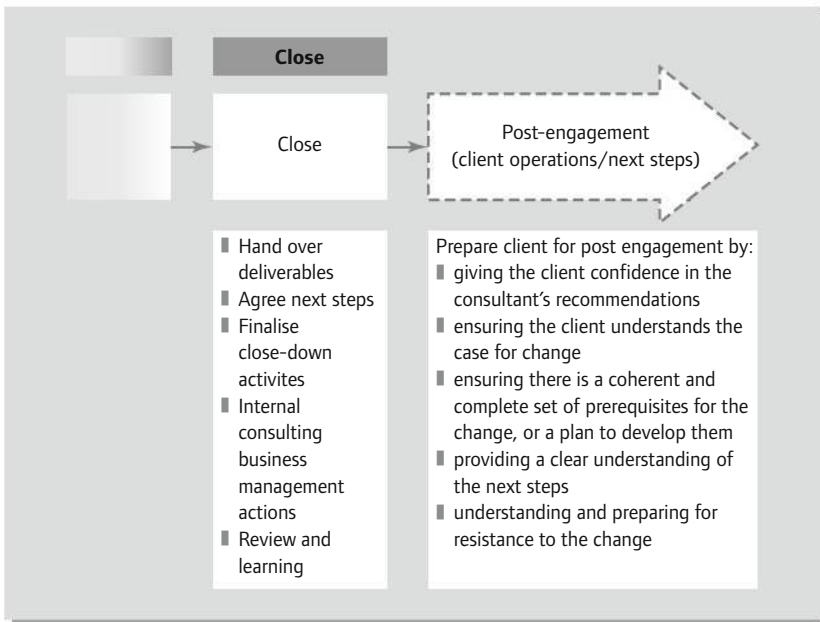 Close
Close
Post-engagement
(client operations/next steps)
Hand over
deliverables
Agree next steps
Finalise
close-down
activites
Internal
consulting
business
management
actions
Review and
learning
Prepare client for post engagement by:
giving the client confidence in the
consultant’s recommendations
ensuring the client understands the
case for change
ensuring there is a coherent and
complete set of prerequisites for the
change, or a plan to develop them
providing a clear understanding of
the next steps
understanding and preparing for
resistance to the change